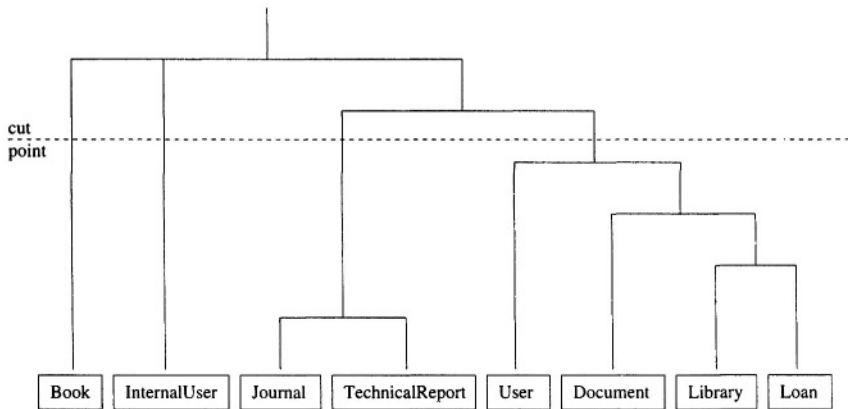 cut
point
Book InternalUser Journal TechnicalReport User Document Library Loan